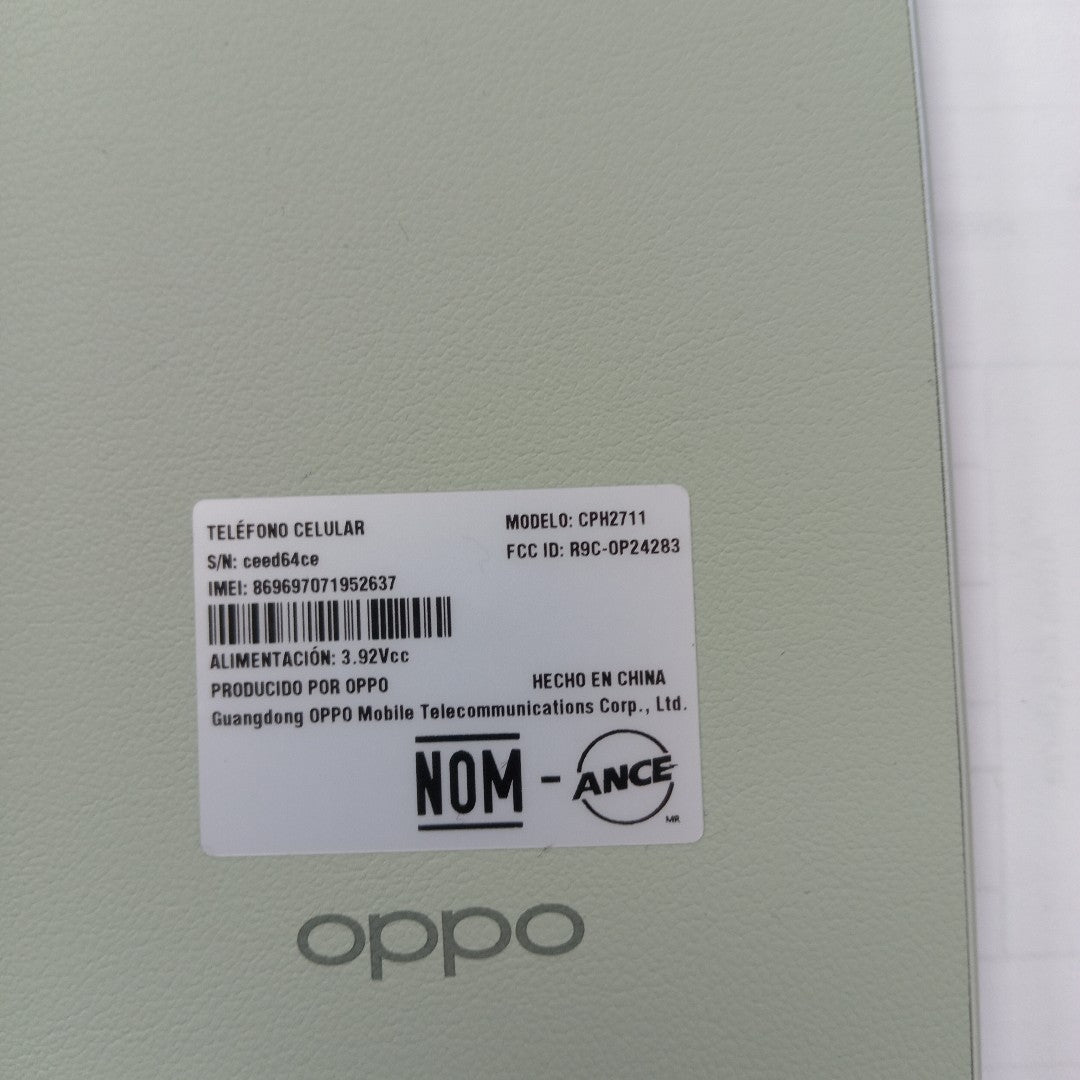 TELÉFONO CELULAR
MODELO: CPH2711
S/N: ceed64ce
FCC ID: R9C-OP24283
IMEI: 869697071952637
ALIMENTACIÓN: 3.92Vcc
PRODUCIDO POR OPPO
HECHO EN CHINA
Guangdong OPPO Mobile Telecommunications Corp., Ltd.
NOM - ANCE
MR
oppo